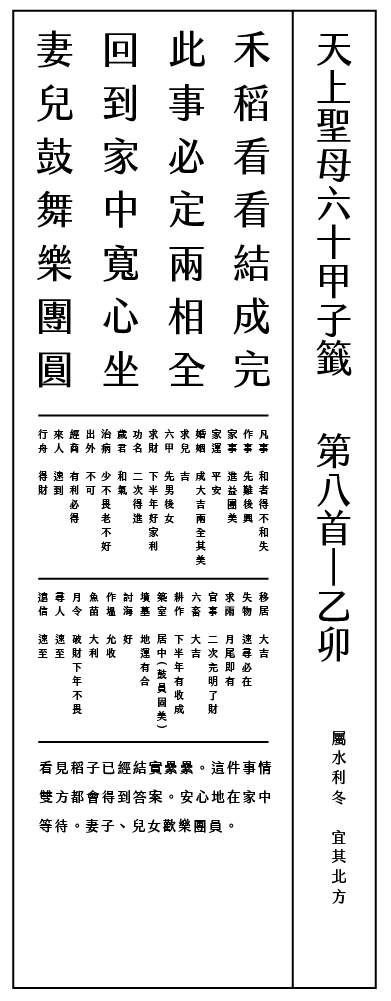 天上聖母六十甲子籤　第八首｜乙卯
屬水利冬　宜其北方
禾稻看看結成完
此事必定兩相全
回到家中寬心坐
妻兒鼓舞樂團圓
凡事　和者得不和失
作事　先難後興
家事　進益團美
家運　平安
婚姻　成大吉兩全其美
求兒　吉
六甲　先男後女
求財　下半年好家利
功名　二次得進
歲君　和氣
治病　少不畏老不好
出外　不可
經商　有利必得
來人　速到
行舟　得財
移居　大吉
失物　速尋必在
求雨　月尾即有
官事　二次完明了財
六畜　大吉
耕作　下半年有收成
築室　居中(鼓員固美)
墳墓　地運有合
討海　好
作塭　允收
魚苗　大利
月令　破財下年不畏
尋人　速至
遠信　速至
看見稻子已經結實纍纍。這件事情
雙方都會得到答案。安心地在家中
等待。妻子、兒女歡樂團員。